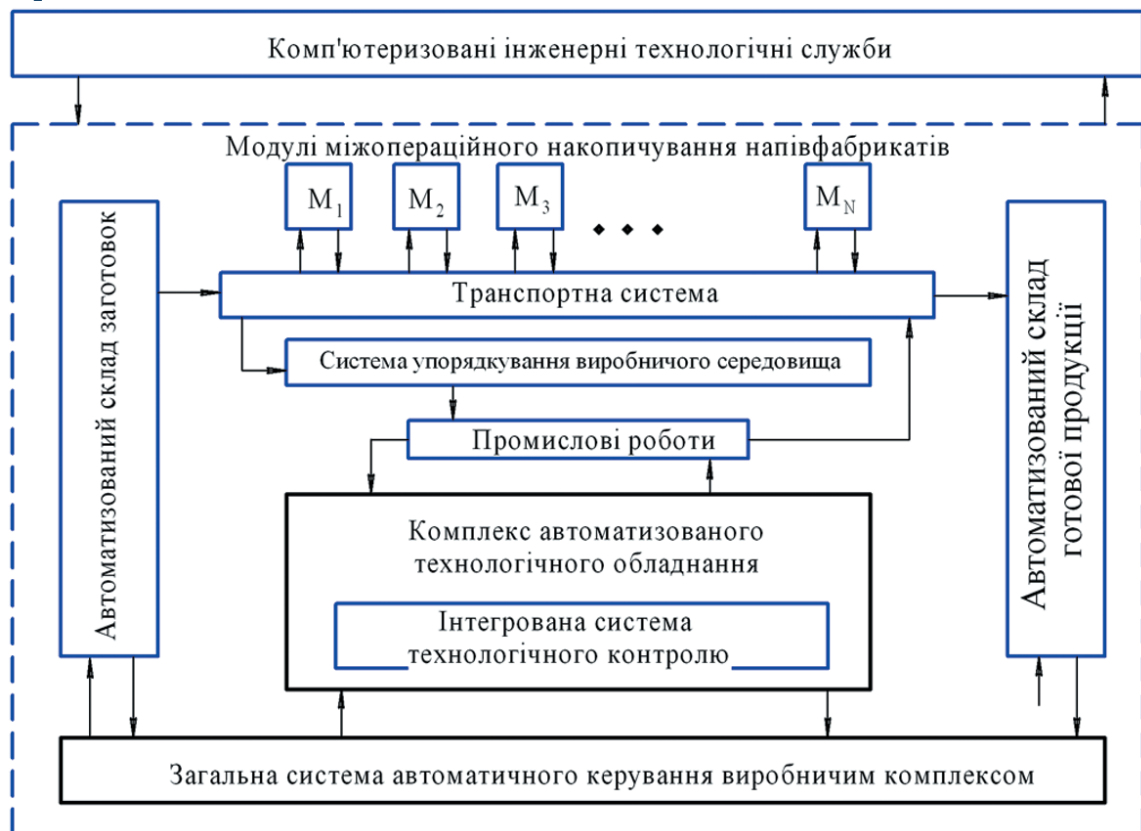 Комп'ютеризовані інженерні технологічні служби
Модулі міжопераційного накопичування напівфабрикатів
M1
M2
M3
MN
Автоматизований склад заготовок
Транспортна система
Система упорядкування виробничого середовища
Промислові роботи
Комплекс автоматизованого
технологічного обладнання
Інтегрована система
технологічного контролю
Автоматизований склад
готової продукції
Загальна система автоматичного керування виробничим комплексом